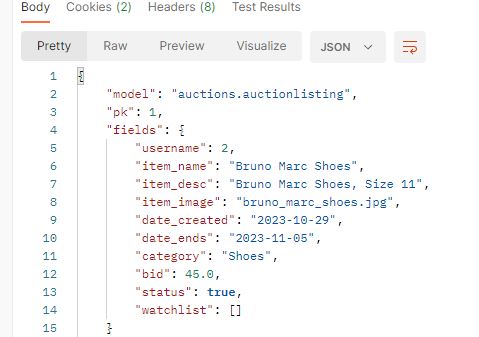 Body Cookies (2) Headers (8) Test Results
Pretty Raw Preview Visualize JSON
1 {
2 "model": "auctions.auctionlisting",
3 "pk": 1,
4 "fields": {
5 "username": 2,
6 "item_name": "Bruno Marc Shoes",
7 "item_desc": "Bruno Marc Shoes, Size 11",
8 "item_image": "bruno_marc_shoes.jpg",
9 "date_created": "2023-10-29",
10 "date_ends": "2023-11-05",
11 "category": "Shoes",
12 "bid": 45.0,
13 "status": true,
14 "watchlist": []
15 }